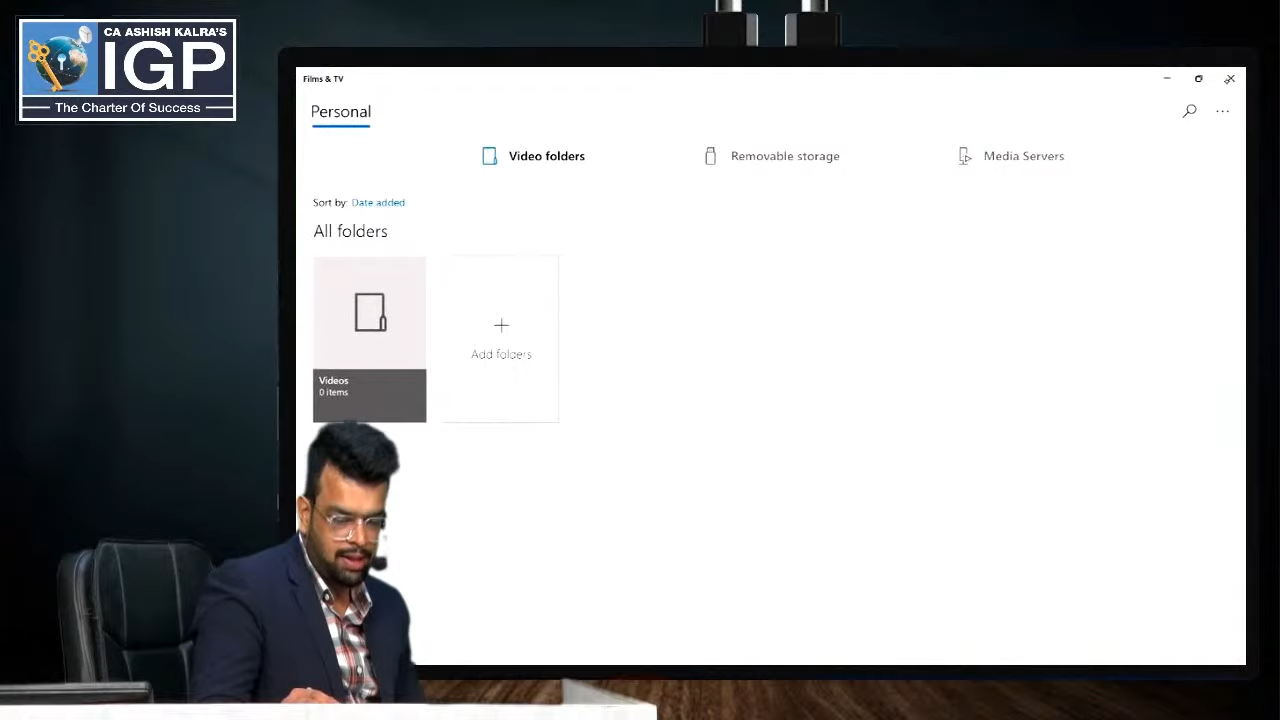 CA ASHISH KALRA'S
IGP
The Charter Of Success
Films & TV
Personal
Video folders
Removable storage
Media Servers
Sort by: Date added
All folders
Videos
0 items
Add folders